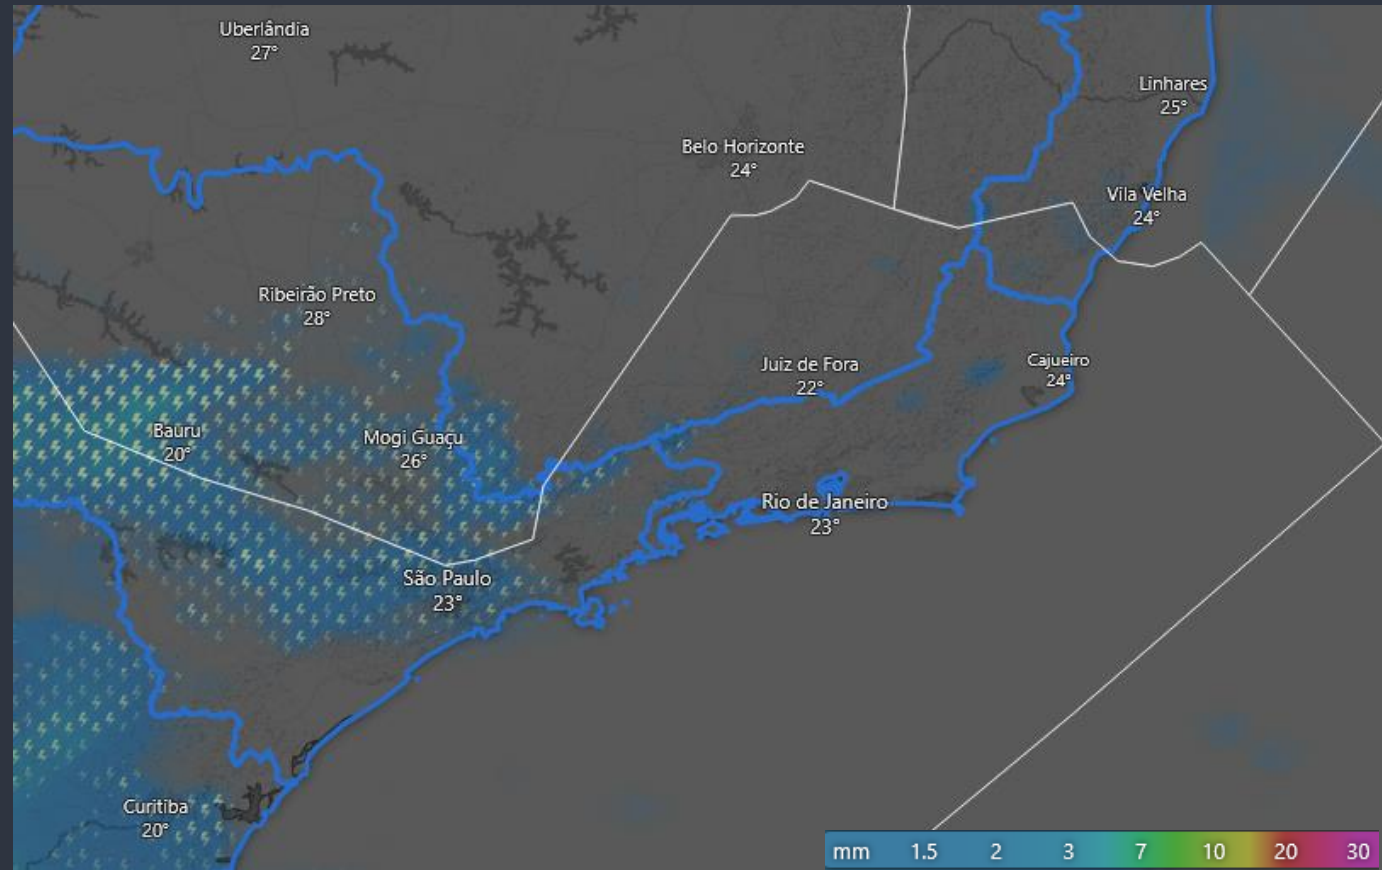 Uberlândia
27°
Linhares
25°
Belo Horizonte
24°
Vila Velha
24°
Ribeirão Preto
28°
Juiz de Fora
22°
Cajueiro
24°
Bauru
20°
Mogi Guaçu
26°
Rio de Janeiro
23°
São Paulo
23°
Curitiba
20°
mm 1.5 2 3 7 10 20 30